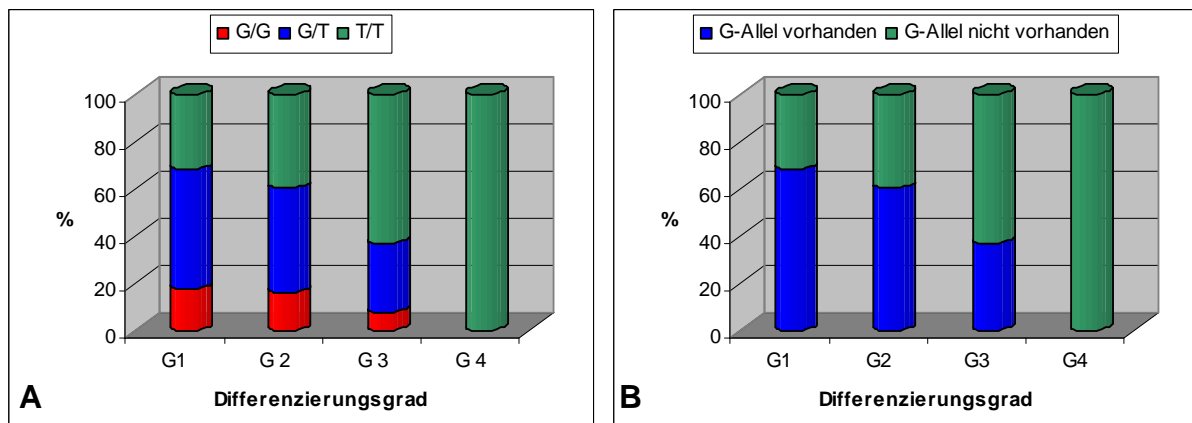 G/G G/T T/T
100
80
60
40
20
0
%
G1 G 2 G 3 G 4
Differenzierungsgrad
A
G-Allel vorhanden G-Allel nicht vorhanden
100
80
60
40
20
0
%
G1 G2 G3 G4
Differenzierungsgrad
B